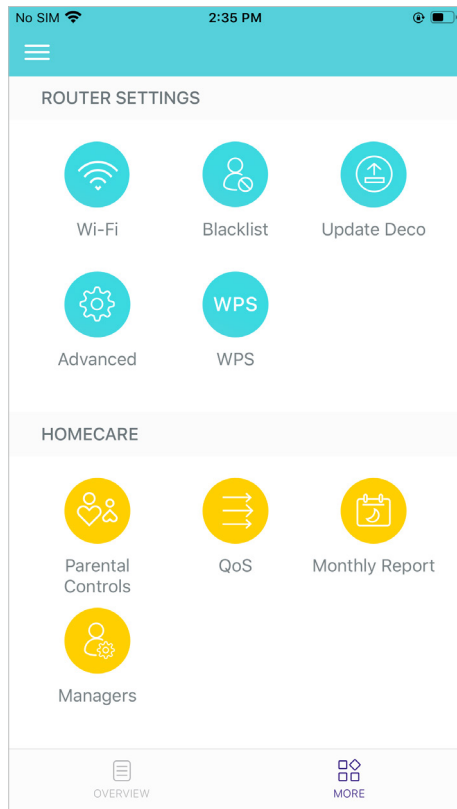 No SIM 2:35 PM
ROUTER SETTINGS
Wi-Fi Blacklist Update Deco
WPS
Advanced WPS
HOMECARE
Parental Controls QoS Monthly Report
Managers
OVERVIEW MORE